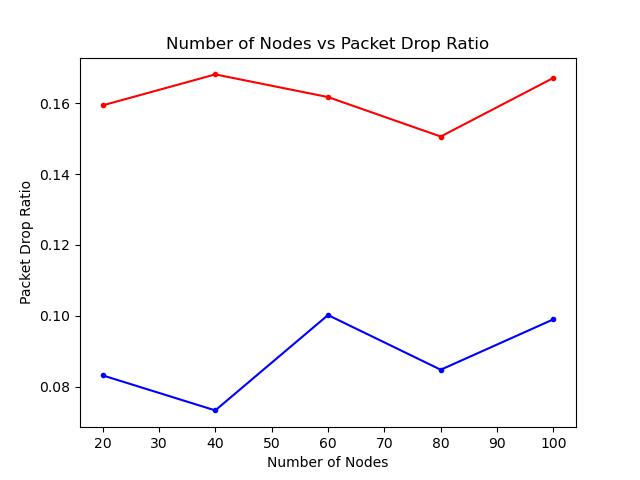 Number of Nodes vs Packet Drop Ratio
Packet Drop Ratio
0.16
0.14
0.12
0.10
0.08
20 30 40 50 60 70 80 90 100
Number of Nodes